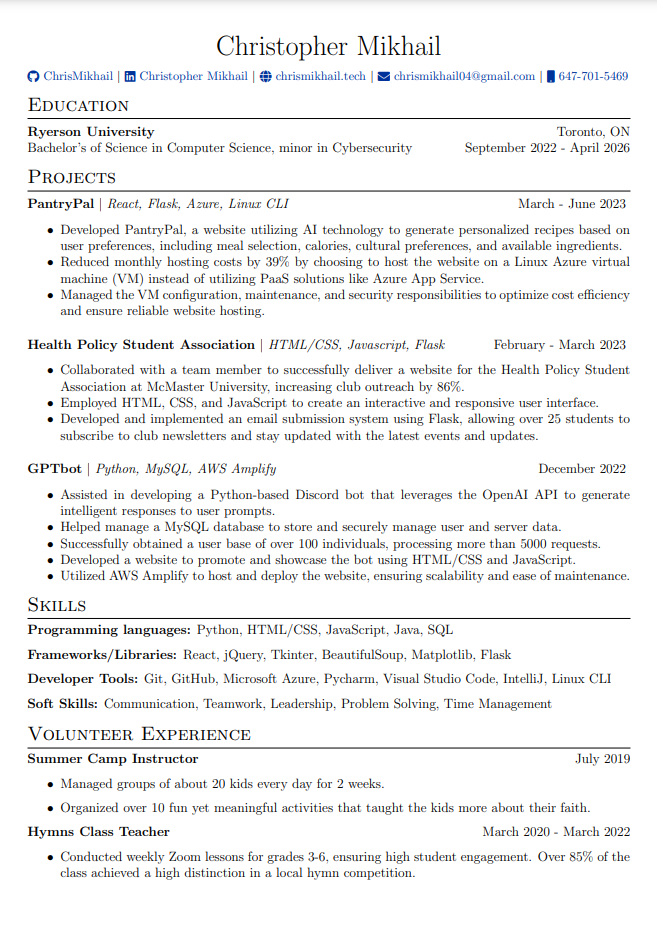 Christopher Mikhail
ChrisMikhail | Christopher Mikhail | chrismikhail.tech | chrismikhail04@gmail.com | 647-701-5469
Education
Ryerson University Toronto, ON
Bachelor's of Science in Computer Science, minor in Cybersecurity September 2022 - April 2026
Projects
PantryPal | React, Flask, Azure, Linux CLI March - June 2023
• Developed PantryPal, a website utilizing AI technology to generate personalized recipes based on
user preferences, including meal selection, calories, cultural preferences, and available ingredients.
• Reduced monthly hosting costs by 39% by choosing to host the website on a Linux Azure virtual
machine (VM) instead of utilizing PaaS solutions like Azure App Service.
• Managed the VM configuration, maintenance, and security responsibilities to optimize cost efficiency
and ensure reliable website hosting.
Health Policy Student Association | HTML/CSS, Javascript, Flask February - March 2023
• Collaborated with a team member to successfully deliver a website for the Health Policy Student
Association at McMaster University, increasing club outreach by 86%.
• Employed HTML, CSS, and JavaScript to create an interactive and responsive user interface.
• Developed and implemented an email submission system using Flask, allowing over 25 students to
subscribe to club newsletters and stay updated with the latest events and updates.
GPTbot | Python, MySQL, AWS Amplify December 2022
• Assisted in developing a Python-based Discord bot that leverages the OpenAI API to generate
intelligent responses to user prompts.
• Helped manage a MySQL database to store and securely manage user and server data.
• Successfully obtained a user base of over 100 individuals, processing more than 5000 requests.
• Developed a website to promote and showcase the bot using HTML/CSS and JavaScript.
• Utilized AWS Amplify to host and deploy the website, ensuring scalability and ease of maintenance.
Skills
Programming languages: Python, HTML/CSS, JavaScript, Java, SQL
Frameworks/Libraries: React, jQuery, Tkinter, BeautifulSoup, Matplotlib, Flask
Developer Tools: Git, GitHub, Microsoft Azure, Pycharm, Visual Studio Code, IntelliJ, Linux CLI
Soft Skills: Communication, Teamwork, Leadership, Problem Solving, Time Management
Volunteer Experience
Summer Camp Instructor July 2019
• Managed groups of about 20 kids every day for 2 weeks.
• Organized over 10 fun yet meaningful activities that taught the kids more about their faith.
Hymns Class Teacher March 2020 - March 2022
• Conducted weekly Zoom lessons for grades 3-6, ensuring high student engagement. Over 85% of the
class achieved a high distinction in a local hymn competition.